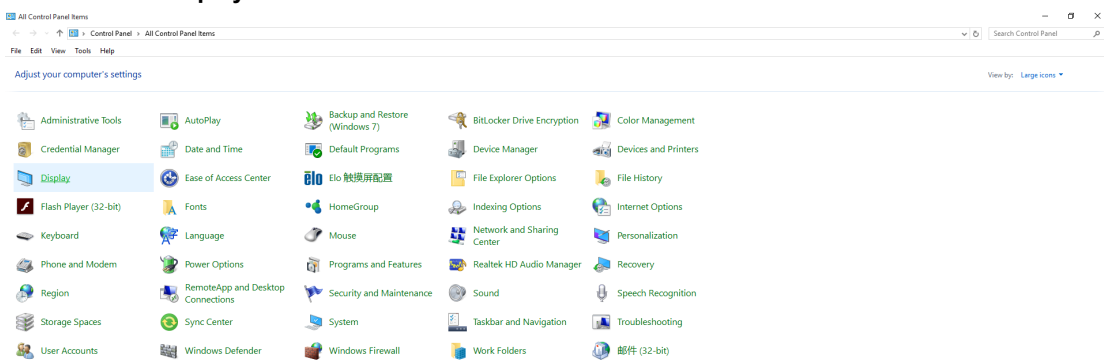 All Control Panel Items
Control Panel > All Control Panel Items
Search Control Panel
File Edit View Tools Help
Adjust your computer's settings
View by: Large icons
Administrative Tools
AutoPlay
Backup and Restore
(Windows 7)
BitLocker Drive Encryption
Color Management
Credential Manager
Date and Time
Default Programs
Device Manager
Devices and Printers
Display
Ease of Access Center
elo
Elo 触摸屏配置
File Explorer Options
File History
Flash Player (32-bit)
Fonts
HomeGroup
Indexing Options
Internet Options
Keyboard
Language
Mouse
Network and Sharing
Center
Personalization
Phone and Modem
Power Options
Programs and Features
Realtek HD Audio Manager
Recovery
Region
RemoteApp and Desktop
Connections
Security and Maintenance
Sound
Speech Recognition
Storage Spaces
Sync Center
System
Taskbar and Navigation
Troubleshooting
User Accounts
Windows Defender
Windows Firewall
Work Folders
邮件 (32-bit)